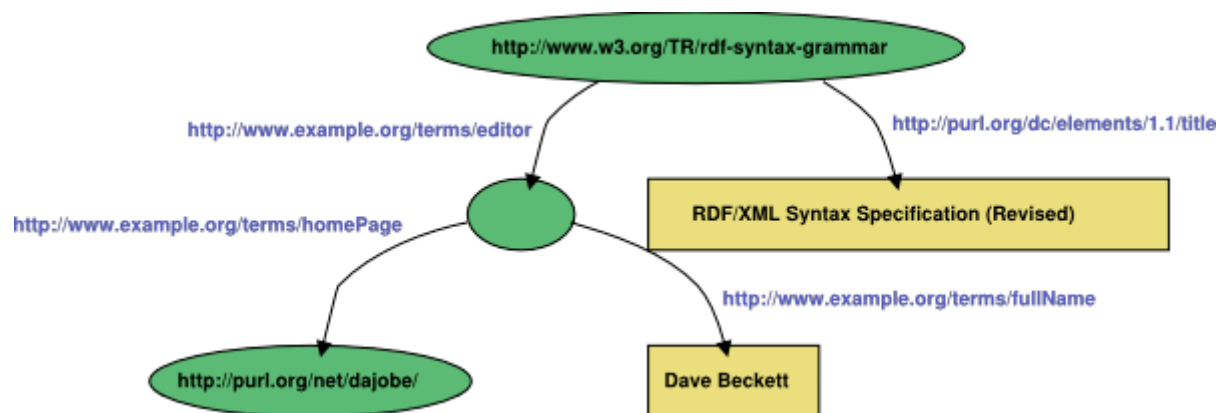 http://www.w3.org/TR/rdf-syntax-grammar
http://www.example.org/terms/editor
http://purl.org/dc/elements/1.1/title
RDF/XML Syntax Specification (Revised)
http://www.example.org/terms/homePage
http://www.example.org/terms/fullName
http://purl.org/net/dajobe/
Dave Beckett